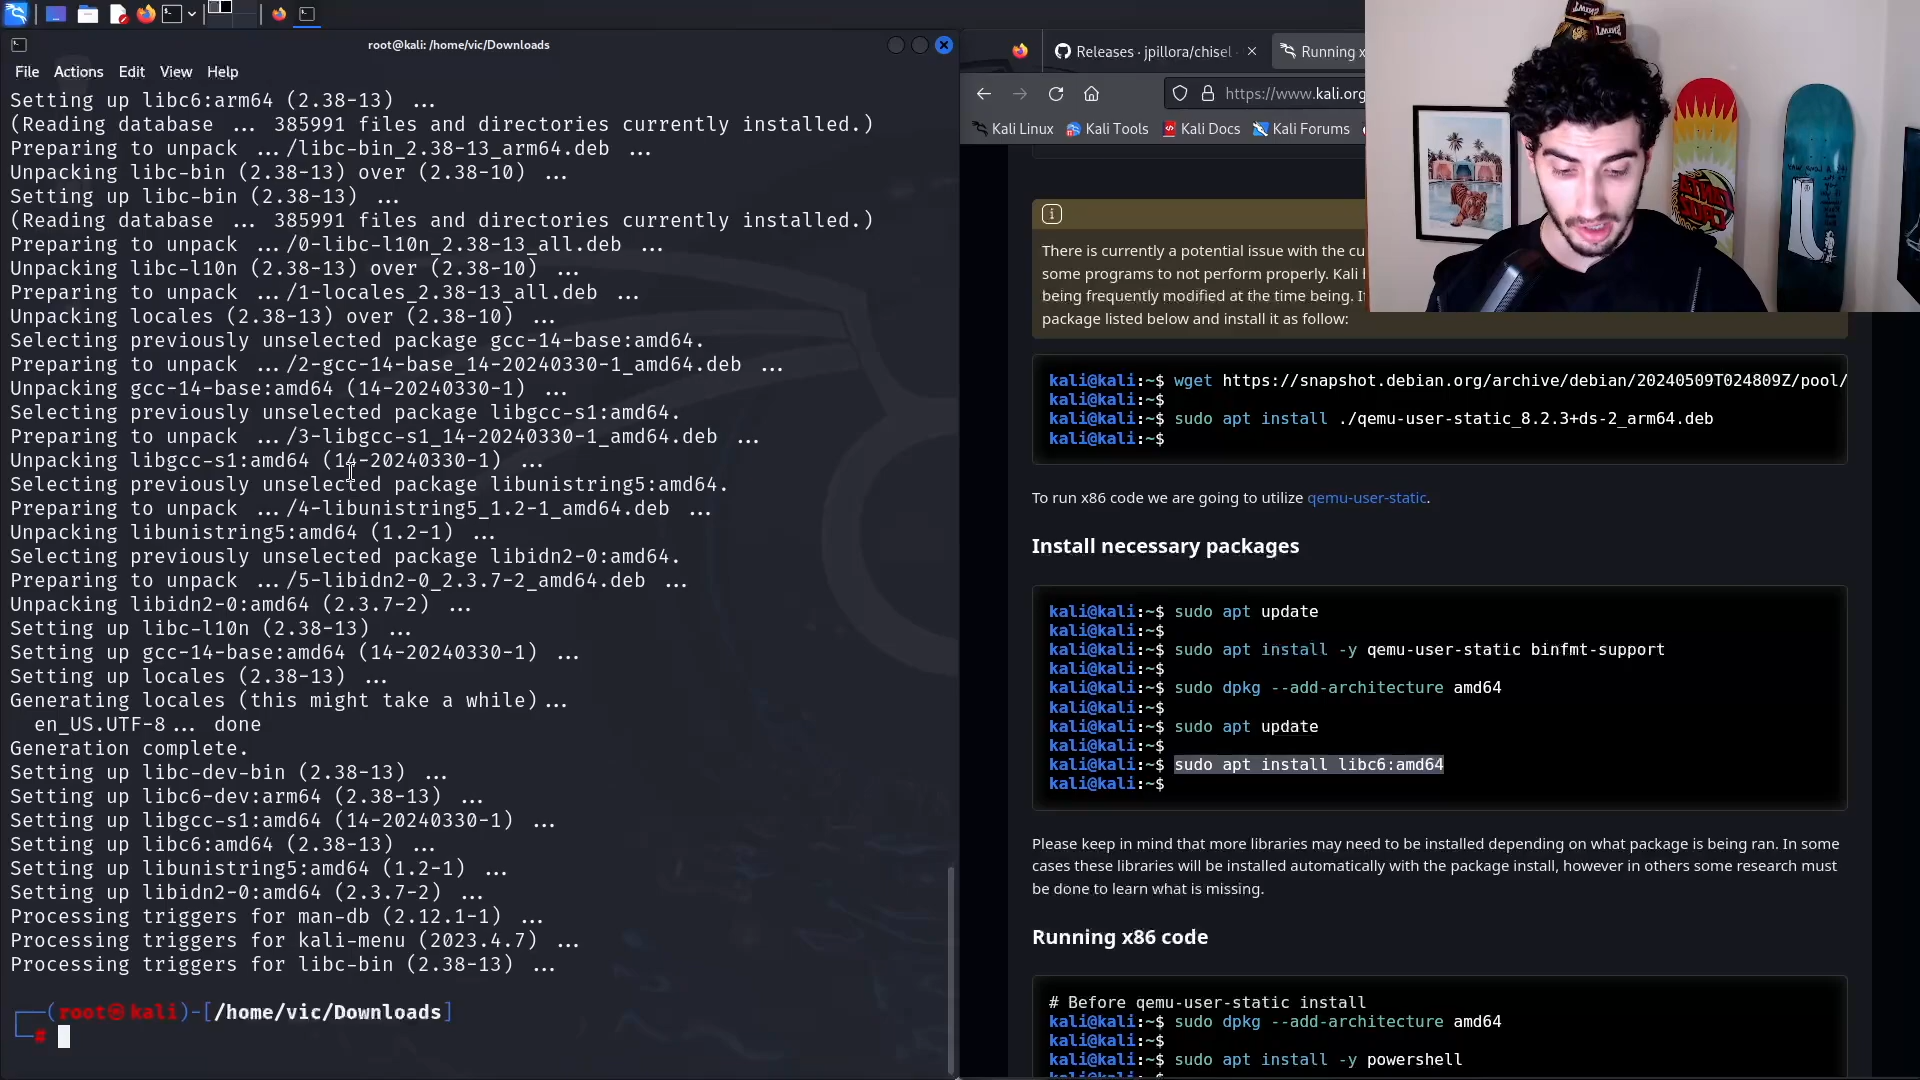 root@kali: /home/vic/Downloads
File Actions Edit View Help
Setting up libc6:arm64 (2.38-13) ...
(Reading database ... 385991 files and directories currently installed.)
Preparing to unpack .../libc-bin_2.38-13_arm64.deb ...
Unpacking libc-bin (2.38-13) over (2.38-10) ...
Setting up libc-bin (2.38-13) ...
(Reading database ... 385991 files and directories currently installed.)
Preparing to unpack .../0-libc-l10n_2.38-13_all.deb ...
Unpacking libc-l10n (2.38-13) over (2.38-10) ...
Preparing to unpack .../1-locales_2.38-13_all.deb ...
Unpacking locales (2.38-13) over (2.38-10) ...
Selecting previously unselected package gcc-14-base:amd64.
Preparing to unpack .../2-gcc-14-base_14-20240330-1_amd64.deb ...
Unpacking gcc-14-base:amd64 (14-20240330-1) ...
Selecting previously unselected package libgcc-s1:amd64.
Preparing to unpack .../3-libgcc-s1_14-20240330-1_amd64.deb ...
Unpacking libgcc-s1:amd64 (14-20240330-1) ...
Selecting previously unselected package libunistring5:amd64.
Preparing to unpack .../4-libunistring5_1.2-1_amd64.deb ...
Unpacking libunistring5:amd64 (1.2-1) ...
Selecting previously unselected package libidn2-0:amd64.
Preparing to unpack .../5-libidn2-0_2.3.7-2_amd64.deb ...
Unpacking libidn2-0:amd64 (2.3.7-2) ...
Setting up libc-l10n (2.38-13) ...
Setting up gcc-14-base:amd64 (14-20240330-1) ...
Setting up locales (2.38-13) ...
Generating locales (this might take a while)...
en_US.UTF-8... done
Generation complete.
Setting up libc-dev-bin (2.38-13) ...
Setting up libc6-dev:arm64 (2.38-13) ...
Setting up libgcc-s1:amd64 (14-20240330-1) ...
Setting up libc6:amd64 (2.38-13) ...
Setting up libunistring5:amd64 (1.2-1) ...
Setting up libidn2-0:amd64 (2.3.7-2) ...
Processing triggers for man-db (2.12.1-1) ...
Processing triggers for kali-menu (2023.4.7) ...
Processing triggers for libc-bin (2.38-13) ...
(root㉿kali)-[/home/vic/Downloads]
#
Releases · jpillora/chisel
Running x
https://www.kali.org
Kali Linux Kali Tools Kali Docs Kali Forums
There is currently a potential issue with the cu
some programs to not perform properly. Kali
being frequently modified at the time being. I
package listed below and install it as follow:
kali@kali:~$ wget https://snapshot.debian.org/archive/debian/20240509T024809Z/pool/
kali@kali:~$
kali@kali:~$ sudo apt install ./qemu-user-static_8.2.3+ds-2_arm64.deb
kali@kali:~$
To run x86 code we are going to utilize qemu-user-static.
Install necessary packages
kali@kali:~$ sudo apt update
kali@kali:~$
kali@kali:~$ sudo apt install -y qemu-user-static binfmt-support
kali@kali:~$
kali@kali:~$ sudo dpkg --add-architecture amd64
kali@kali:~$
kali@kali:~$ sudo apt update
kali@kali:~$
kali@kali:~$ sudo apt install libc6:amd64
kali@kali:~$
Please keep in mind that more libraries may need to be installed depending on what package is being ran. In some
cases these libraries will be installed automatically with the package install, however in others some research must
be done to learn what is missing.
Running x86 code
# Before qemu-user-static install
kali@kali:~$ sudo dpkg --add-architecture amd64
kali@kali:~$
kali@kali:~$ sudo apt install -y powershell